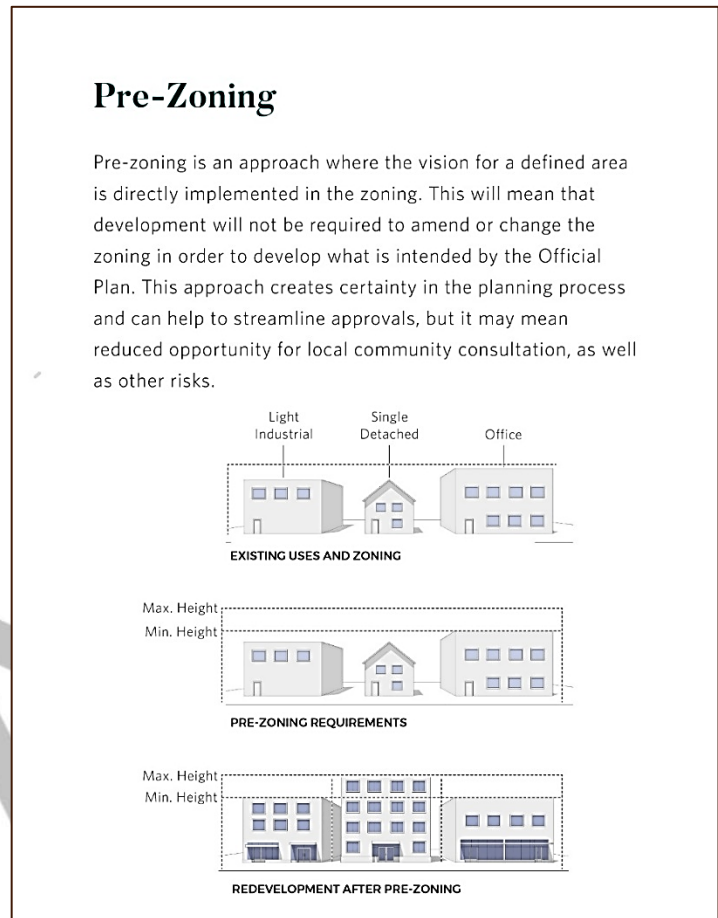 Pre-Zoning
Pre-zoning is an approach where the vision for a defined area
is directly implemented in the zoning. This will mean that
development will not be required to amend or change the
zoning in order to develop what is intended by the Official
Plan. This approach creates certainty in the planning process
and can help to streamline approvals, but it may mean
reduced opportunity for local community consultation, as well
as other risks.
Light Industrial
Single Detached
Office
EXISTING USES AND ZONING
Max. Height
Min. Height
PRE-ZONING REQUIREMENTS
Max. Height
Min. Height
REDEVELOPMENT AFTER PRE-ZONING